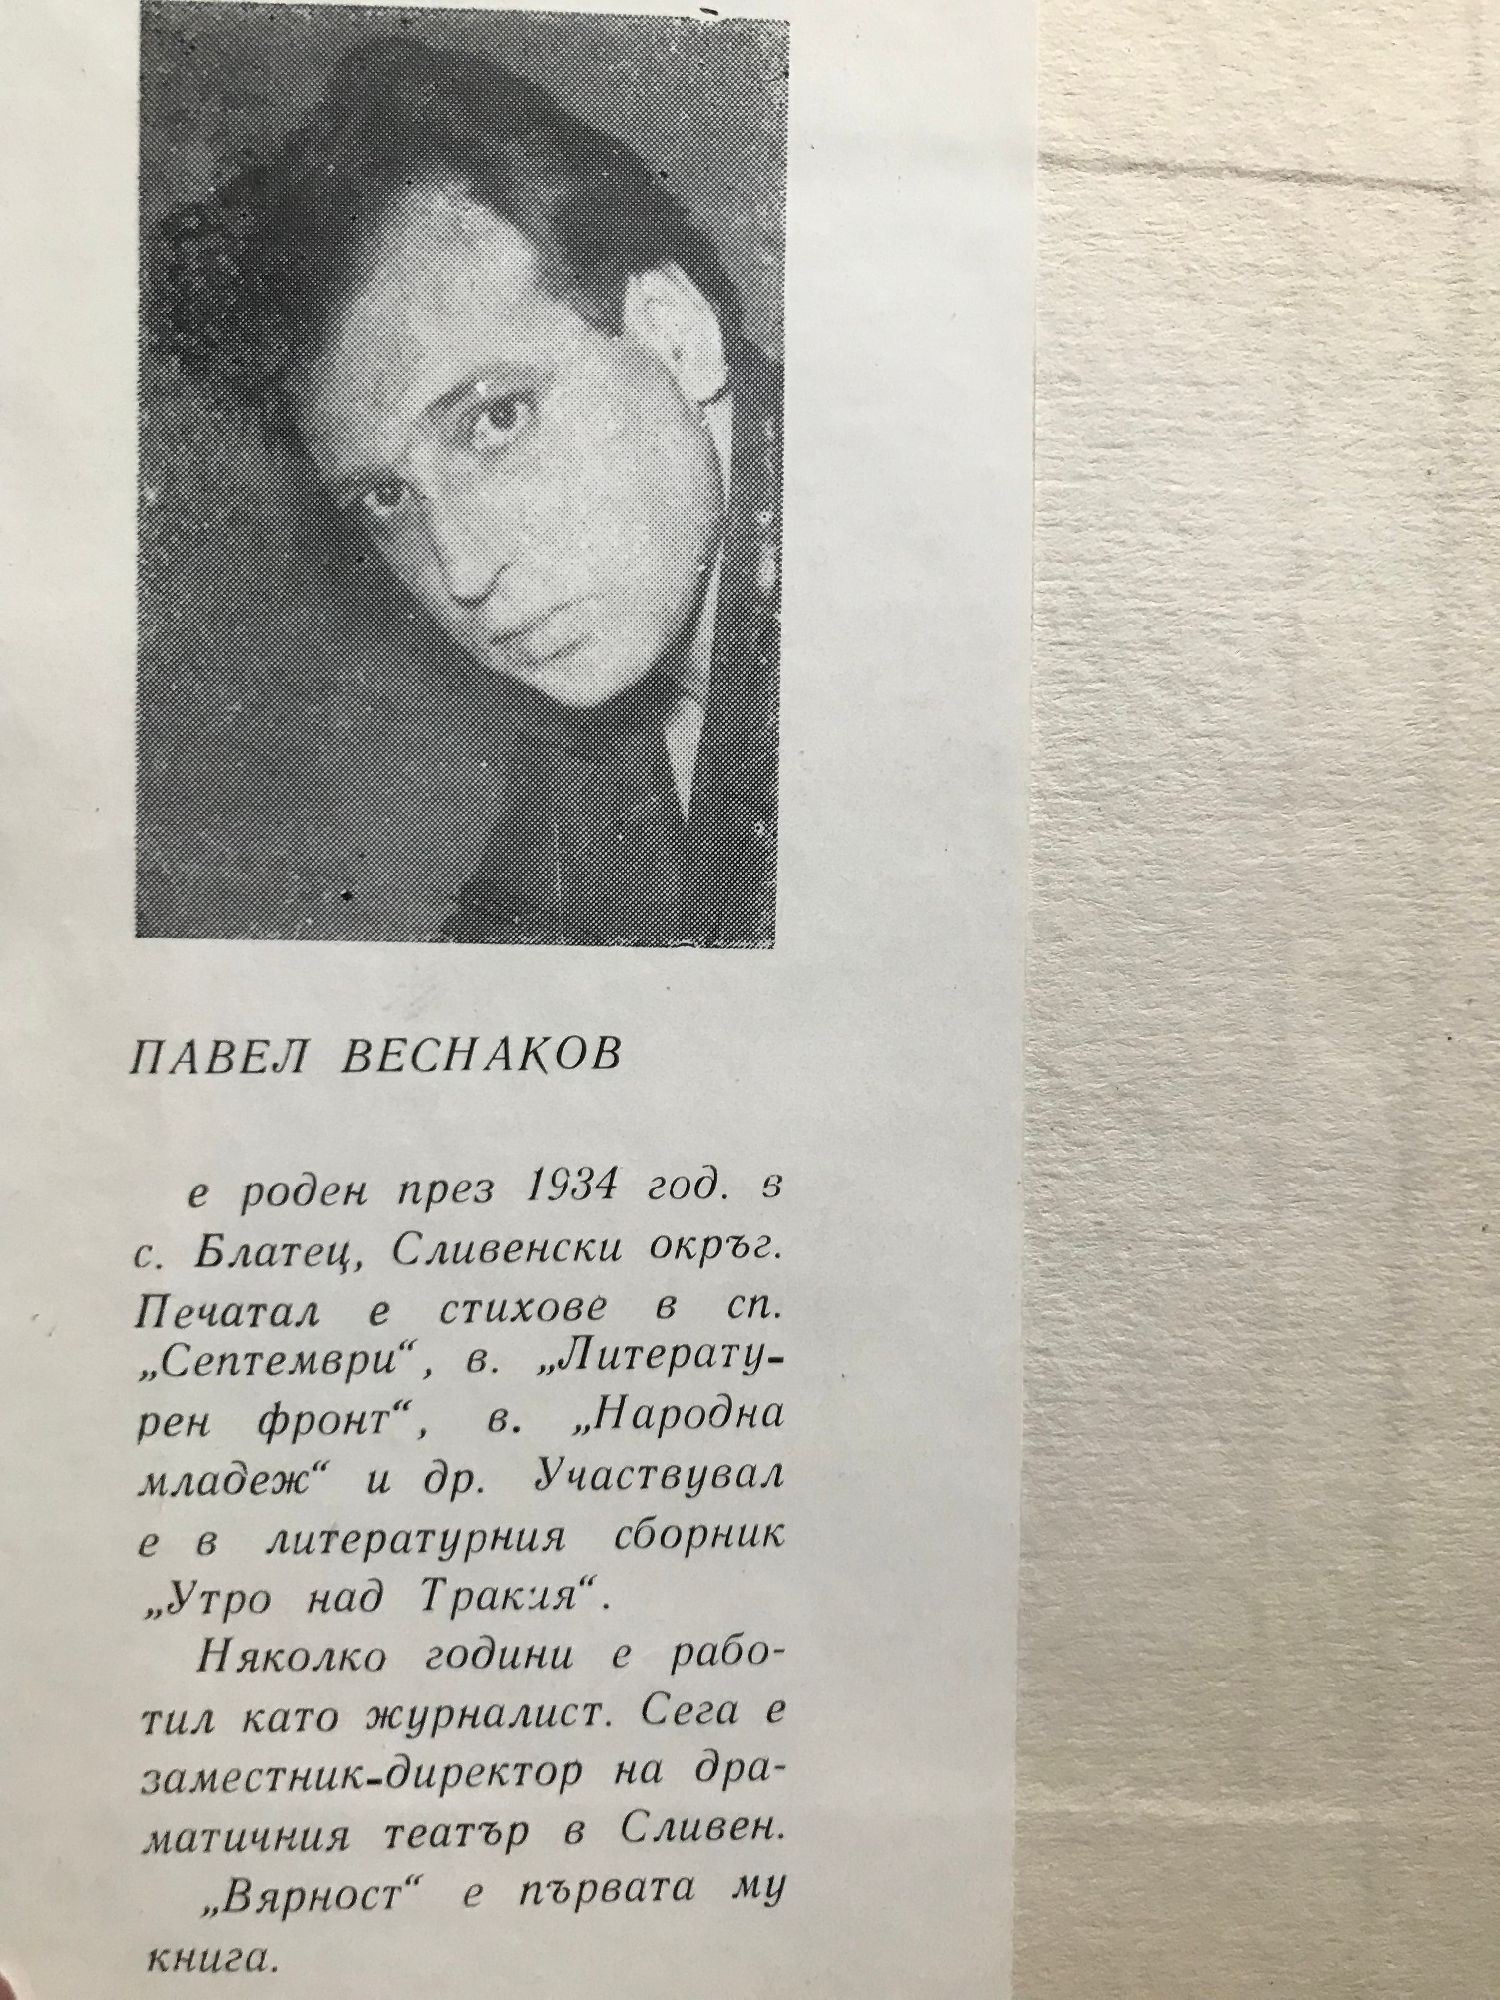 ПАВЕЛ ВЕСНАКОВ
е роден през 1934 год. в
с. Блатец, Сливенски окръг.
Печатал е стихове в сп.
„Септември“, в. „Литерату-
рен фронт“, в. „Народна
младеж“ и др. Участвувал
е в литературния сборник
„Утро над Тракия“.
Няколко години е рабо-
тил като журналист. Сега е
заместник-директор на дра-
матичния театър в Сливен.
„Вярност“ е първата му
книга.